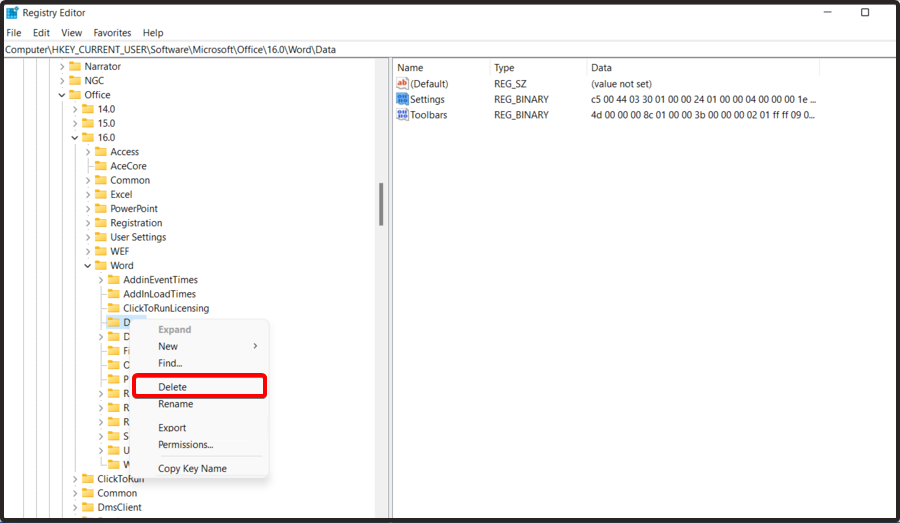 Registry Editor
File Edit View Favorites Help
Computer\HKEY_CURRENT_USER\Software\Microsoft\Office\16.0\Word\Data
Narrator
NGC
Office
14.0
15.0
16.0
Access
AceCore
Common
Excel
PowerPoint
Registration
User Settings
WEF
Word
AddinEventTimes
AddInLoadTimes
ClickToRunLicensing
D
D
Fi
O
P
R
R
R
S
U
W
ClickToRun
Common
DmsClient
Expand
New
Find...
Delete
Rename
Export
Permissions...
Copy Key Name
Name Type Data
(Default) REG_SZ (value not set)
Settings REG_BINARY c5 00 44 03 30 01 00 00 24 01 00 00 04 00 00 00 1e ...
Toolbars REG_BINARY 4d 00 00 00 8c 01 00 00 3b 00 00 00 02 01 ff ff 09 0...